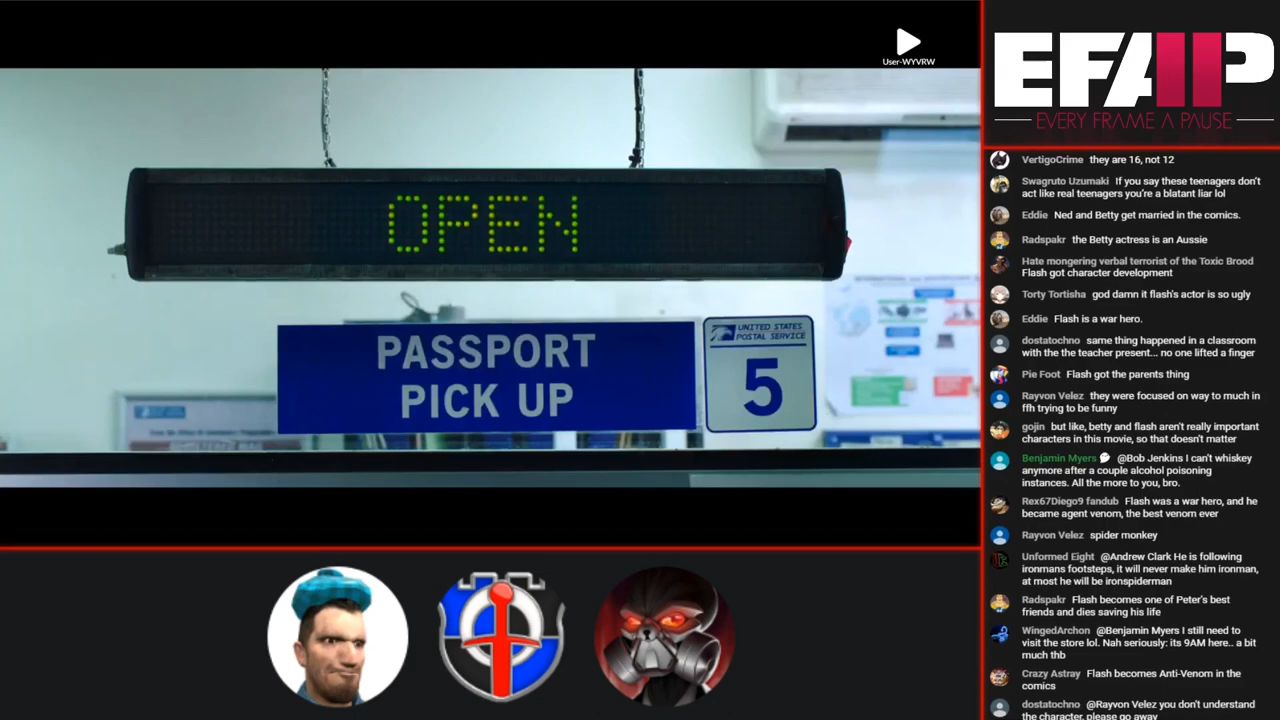 User-WYVRW
OPEN
PASSPORT
PICK UP
UNITED STATES
POSTAL SERVICE
5
EFAP
EVERY FRAME A PAUSE
VertigoCrime they are 16, not 12
Swagruto Uzumaki If you say these teenagers don't
act like real teenagers you're a blatant liar lol
Eddie Ned and Betty get married in the comics.
Radspakr the Betty actress is an Aussie
Hate mongering verbal terrorist of the Toxic Brood
Flash got character development
Torty Tortisha god damn it flash's actor is so ugly
Eddie Flash is a war hero.
dostatochno same thing happened in a classroom
with the the teacher present... no one lifted a finger
Pie Foot Flash got the parents thing
Rayvon Velez they were focused on way to much in
ffh trying to be funny
gojin but like, betty and flash aren't really important
characters in this movie, so that doesn't matter
Benjamin Myers @Bob Jenkins I can't whiskey
anymore after a couple alcohol poisoning
instances. All the more to you, bro.
Rex67Diego9 fandub Flash was a war hero, and he
became agent venom, the best venom ever
Rayvon Velez spider monkey
Unformed Eight @Andrew Clark He is following
ironmans footsteps, it will never make him ironman,
at most he will be ironspiderman
Radspakr Flash becomes one of Peter's best
friends and dies saving his life
WingedArchon @Benjamin Myers I still need to
visit the store lol. Nah seriously: its 9AM here.. a bit
much thb
Crazy Astray Flash becomes Anti-Venom in the
comics
dostatochno @Rayvon Velez you don't understand
the character, please go away